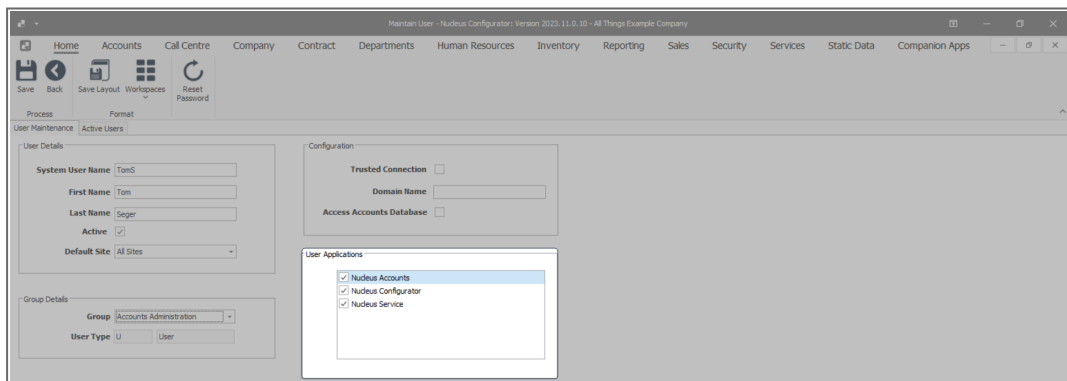 Maintain User - Nucleus Configurator: Version 2023.11.0.10 - All Things Example Company
Home Accounts Call Centre Company Contract Departments Human Resources Inventory Reporting Sales Security Services Static Data Companion Apps
Save Back Save Layout Workspaces Reset Password
Process Format
User Maintenance Active Users
User Details
System User Name TomS
First Name Tom
Last Name Seger
Active
Default Site All Sites
Group Details
Group Accounts Administration
User Type U User
Configuration
Trusted Connection
Domain Name
Access Accounts Database
User Applications
Nucleus Accounts
Nucleus Configurator
Nucleus Service